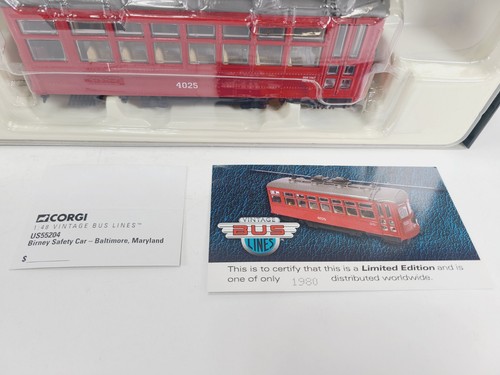 4025
CORGI
1:48 VINTAGE BUS LINES™
US55204
Birney Safety Car – Baltimore, Maryland
$
VINTAGE
BUS
LINES
This is to certify that this is a Limited Edition and is
one of only 1980 distributed worldwide.